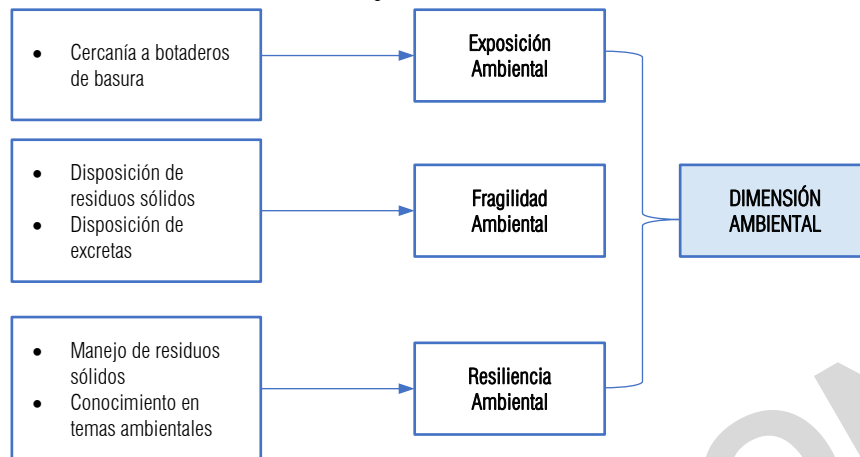 • Cercanía a botaderos
de basura
Exposición
Ambiental
• Disposición de
residuos sólidos
• Disposición de
excretas
Fragilidad
Ambiental
DIMENSIÓN
AMBIENTAL
• Manejo de residuos
sólidos
• Conocimiento en
temas ambientales
Resiliencia
Ambiental